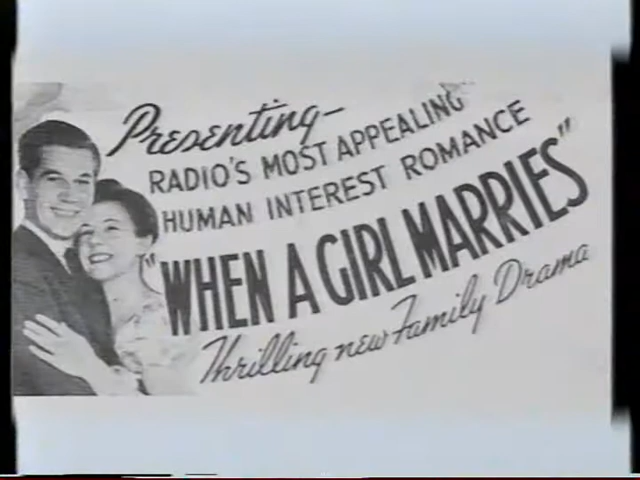 Presenting—
RADIO'S MOST APPEALING
HUMAN INTEREST ROMANCE
"WHEN A GIRL MARRIES"
Thrilling new Family Drama